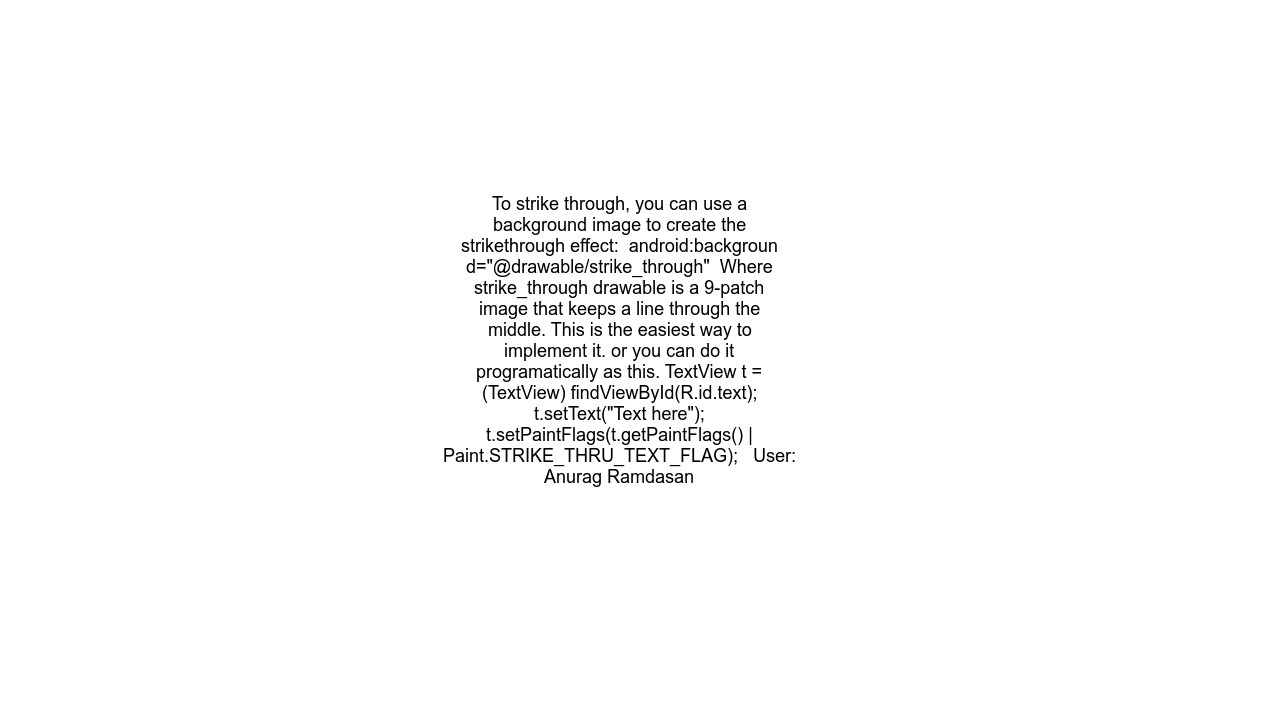 To strike through, you can use a
background image to create the
strikethrough effect:  android:backgroun
d="@drawable/strike_through"  Where
strike_through drawable is a 9-patch
image that keeps a line through the
middle. This is the easiest way to
implement it. or you can do it
programatically as this. TextView t =
(TextView) findViewById(R.id.text);
t.setText("Text here");
t.setPaintFlags(t.getPaintFlags() |
Paint.STRIKE_THRU_TEXT_FLAG);   User:
Anurag Ramdasan